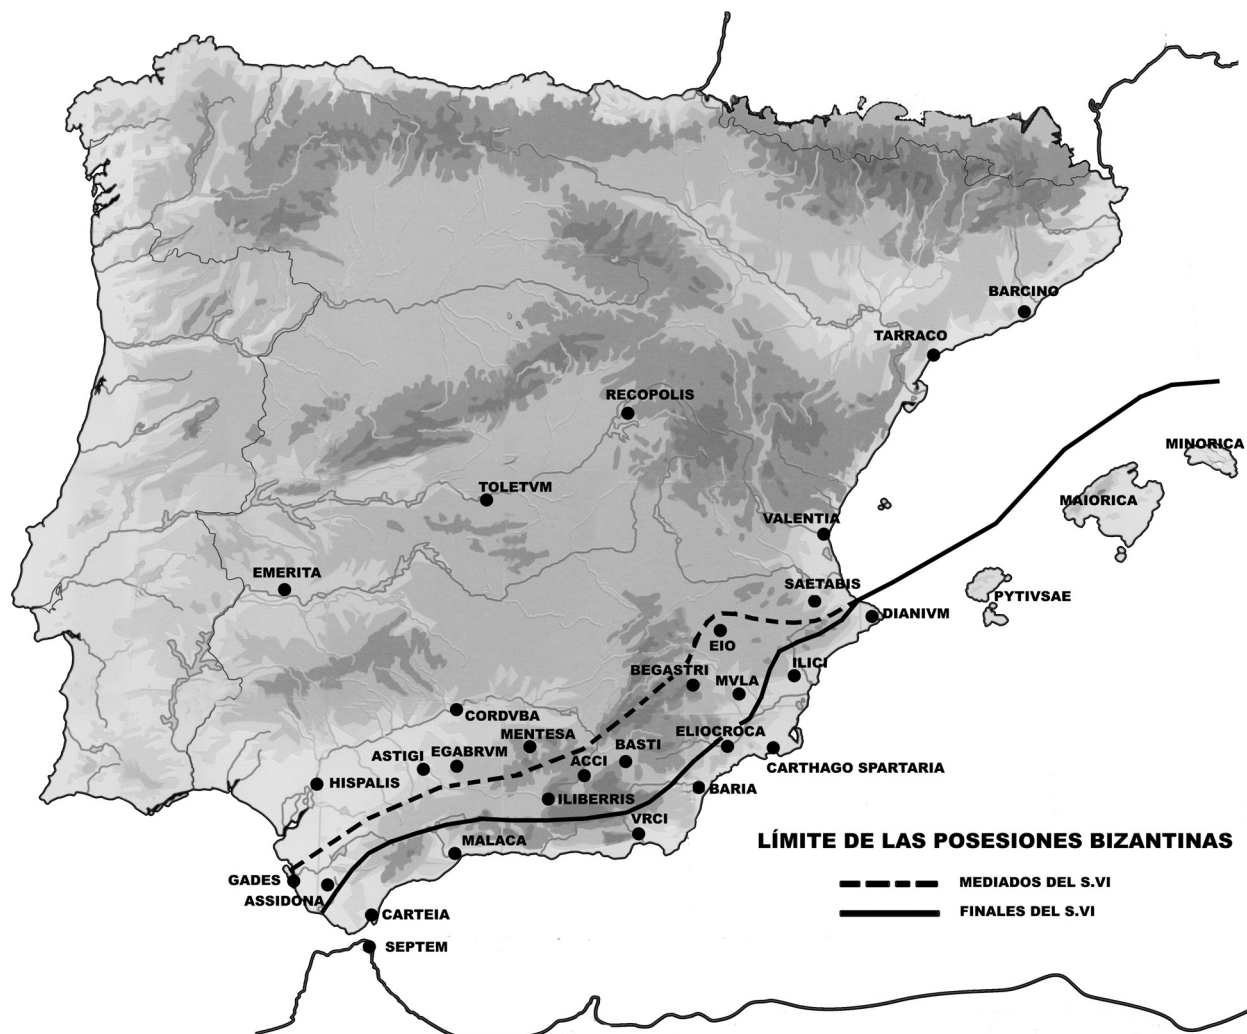 BARCINO
TARRACO
RECOPOLIS
MINORICA
TOLETVM
MAIORICA
VALENTIA
EMERITA
SAETABIS
PYTIVSAE
DIANIVM
EIO
BEGASTRI
ILICI
MVLA
CORDVBA
MENTESA
ELIOCROCA
BASTI
ASTIGI
EGABRVM
ACCI
CARTHAGO SPARTARIA
HISPALIS
BARIA
ILIBERRIS
VRCI
MALACA
LÍMITE DE LAS POSESIONES BIZANTINAS
GADES
MEDIADOS DEL S.VI
ASSIDONA
CARTEIA
FINALES DEL S.VI
SEPTEM